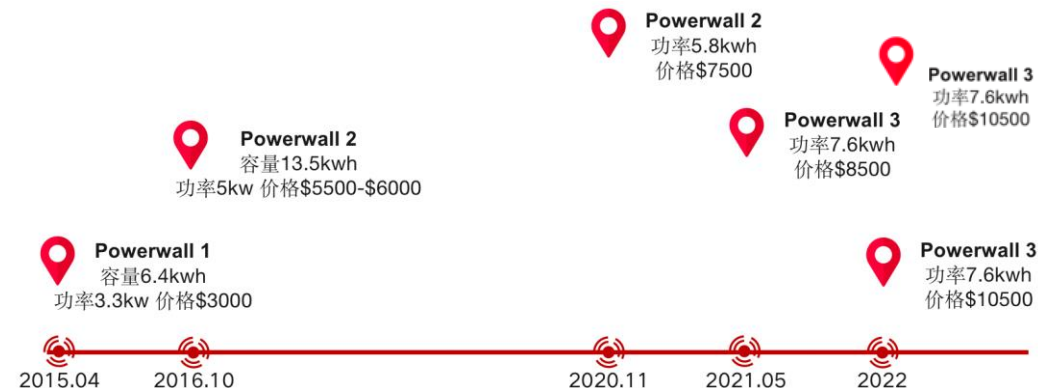 Powerwall 2
功率5.8kwh
价格$7500
Powerwall 3
功率7.6kwh
价格$10500
Powerwall 3
功率7.6kwh
价格$8500
Powerwall 2
容量13.5kwh
功率5kw 价格$5500-$6000
Powerwall 1
容量6.4kwh
功率3.3kw 价格$3000
Powerwall 3
功率7.6kwh
价格$10500
2015.04
2016.10
2020.11
2021.05
2022